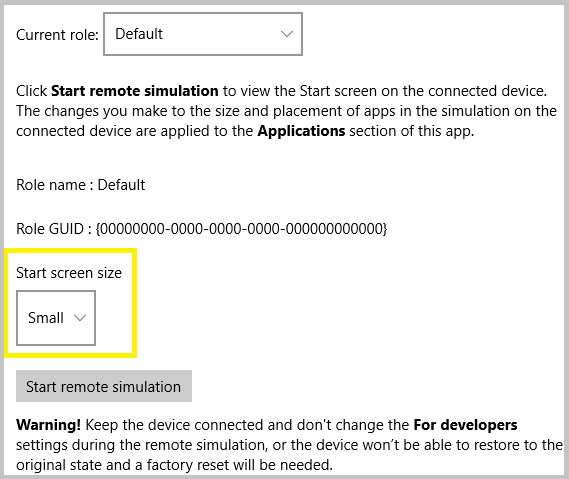 Current role: Default
Click Start remote simulation to view the Start screen on the connected device.
The changes you make to the size and placement of apps in the simulation on the
connected device are applied to the Applications section of this app.
Role name : Default
Role GUID : {00000000-0000-0000-0000-000000000000}
Start screen size
Small
Start remote simulation
Warning! Keep the device connected and don't change the For developers
settings during the remote simulation, or the device won’t be able to restore to the
original state and a factory reset will be needed.